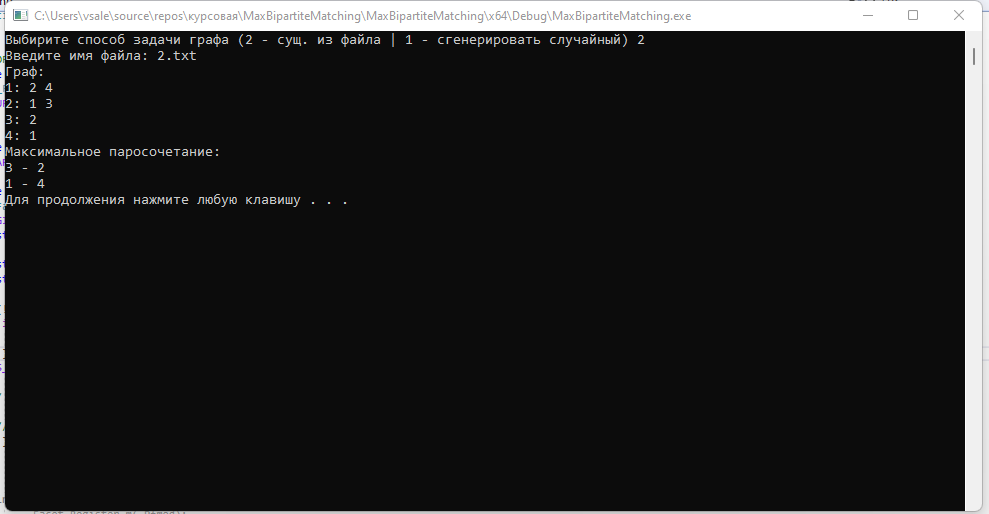 C:\Users\vsale\source\repos\курсовая\MaxBipartiteMatching\MaxBipartiteMatching\x64\Debug\MaxBipartiteMatching.exe
Выбирите способ задачи графа (2 - сущ. из файла | 1 - сгенерировать случайный) 2
Введите имя файла: 2.txt
Граф:
1: 2 4
2: 1 3
3: 2
4: 1
Максимальное паросочетание:
3 - 2
1 - 4
Для продолжения нажмите любую клавишу . . .